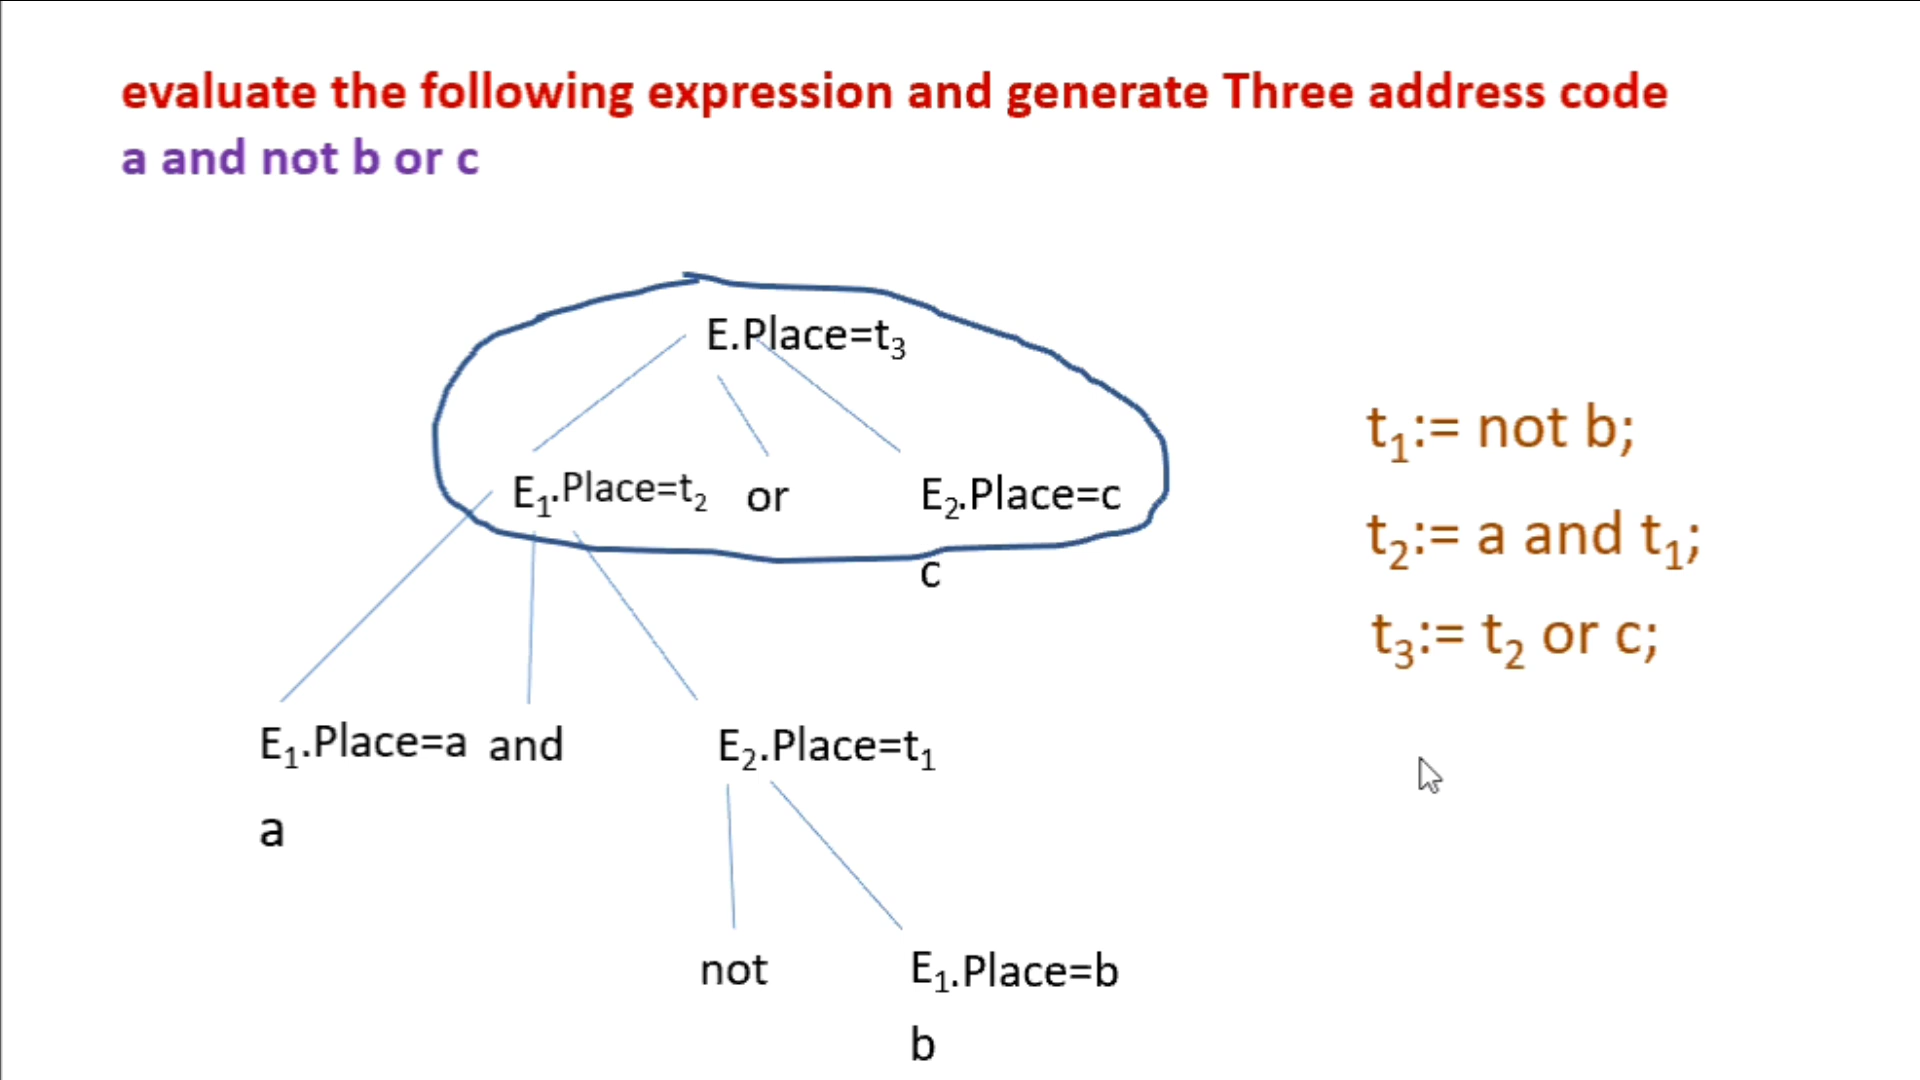 evaluate the following expression and generate Three address code
a and not b or c
E.Place=t₃
E₁.Place=t₂ or E₂.Place=c
c
E₁.Place=a and E₂.Place=t₁
a
not E₁.Place=b
b
t₁:= not b;
t₂:= a and t₁;
t₃:= t₂ or c;